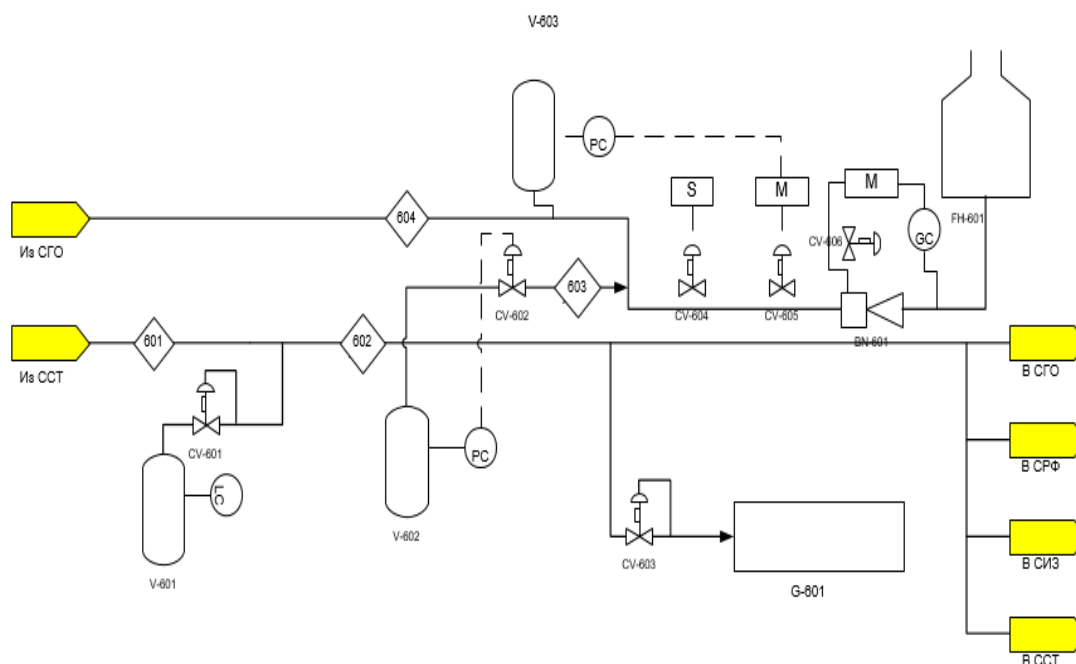 V-603
PC
S
M
M
FH-601
604
CV-606
GC
Из СГО
603
CV-602
CV-604
CV-605
BN-601
601
602
Из ССТ
В СГО
CV-601
PC
LC
В СРФ
V-602
CV-603
В СИЗ
V-601
G-601
В ССТ